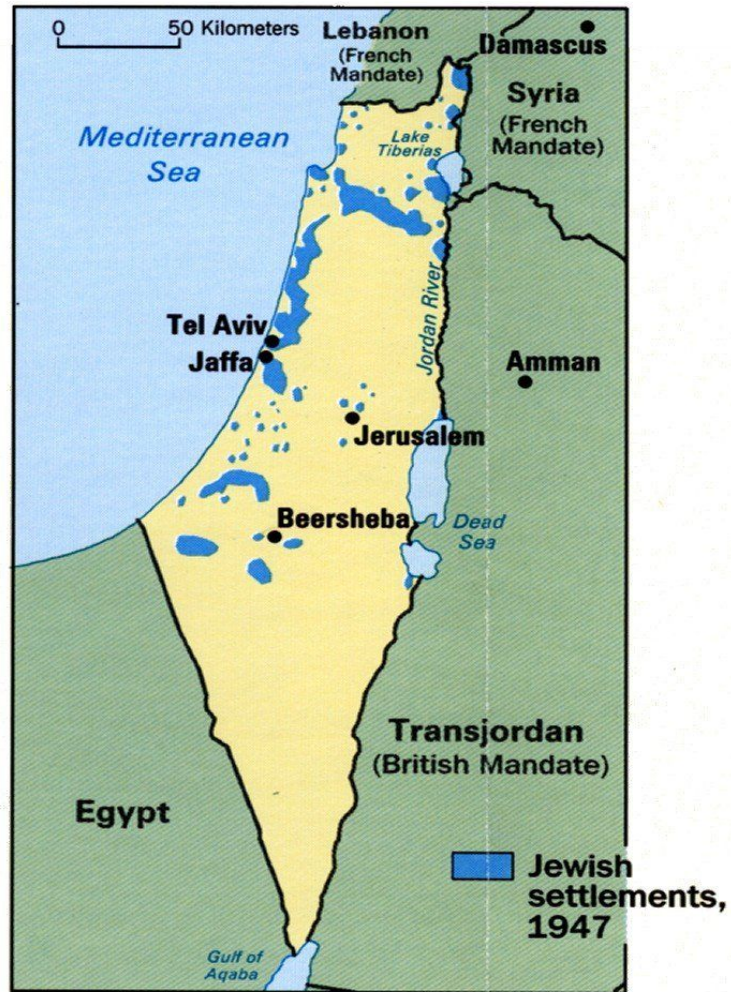 0 50 Kilometers
Lebanon
(French
Mandate)
Damascus
Syria
(French
Mandate)
Mediterranean
Sea
Lake
Tiberias
Tel Aviv
Jaffa
Jordan River
Amman
Jerusalem
Beersheba
Dead
Sea
Transjordan
(British Mandate)
Egypt
Jewish
settlements,
1947
Gulf of
Aqaba